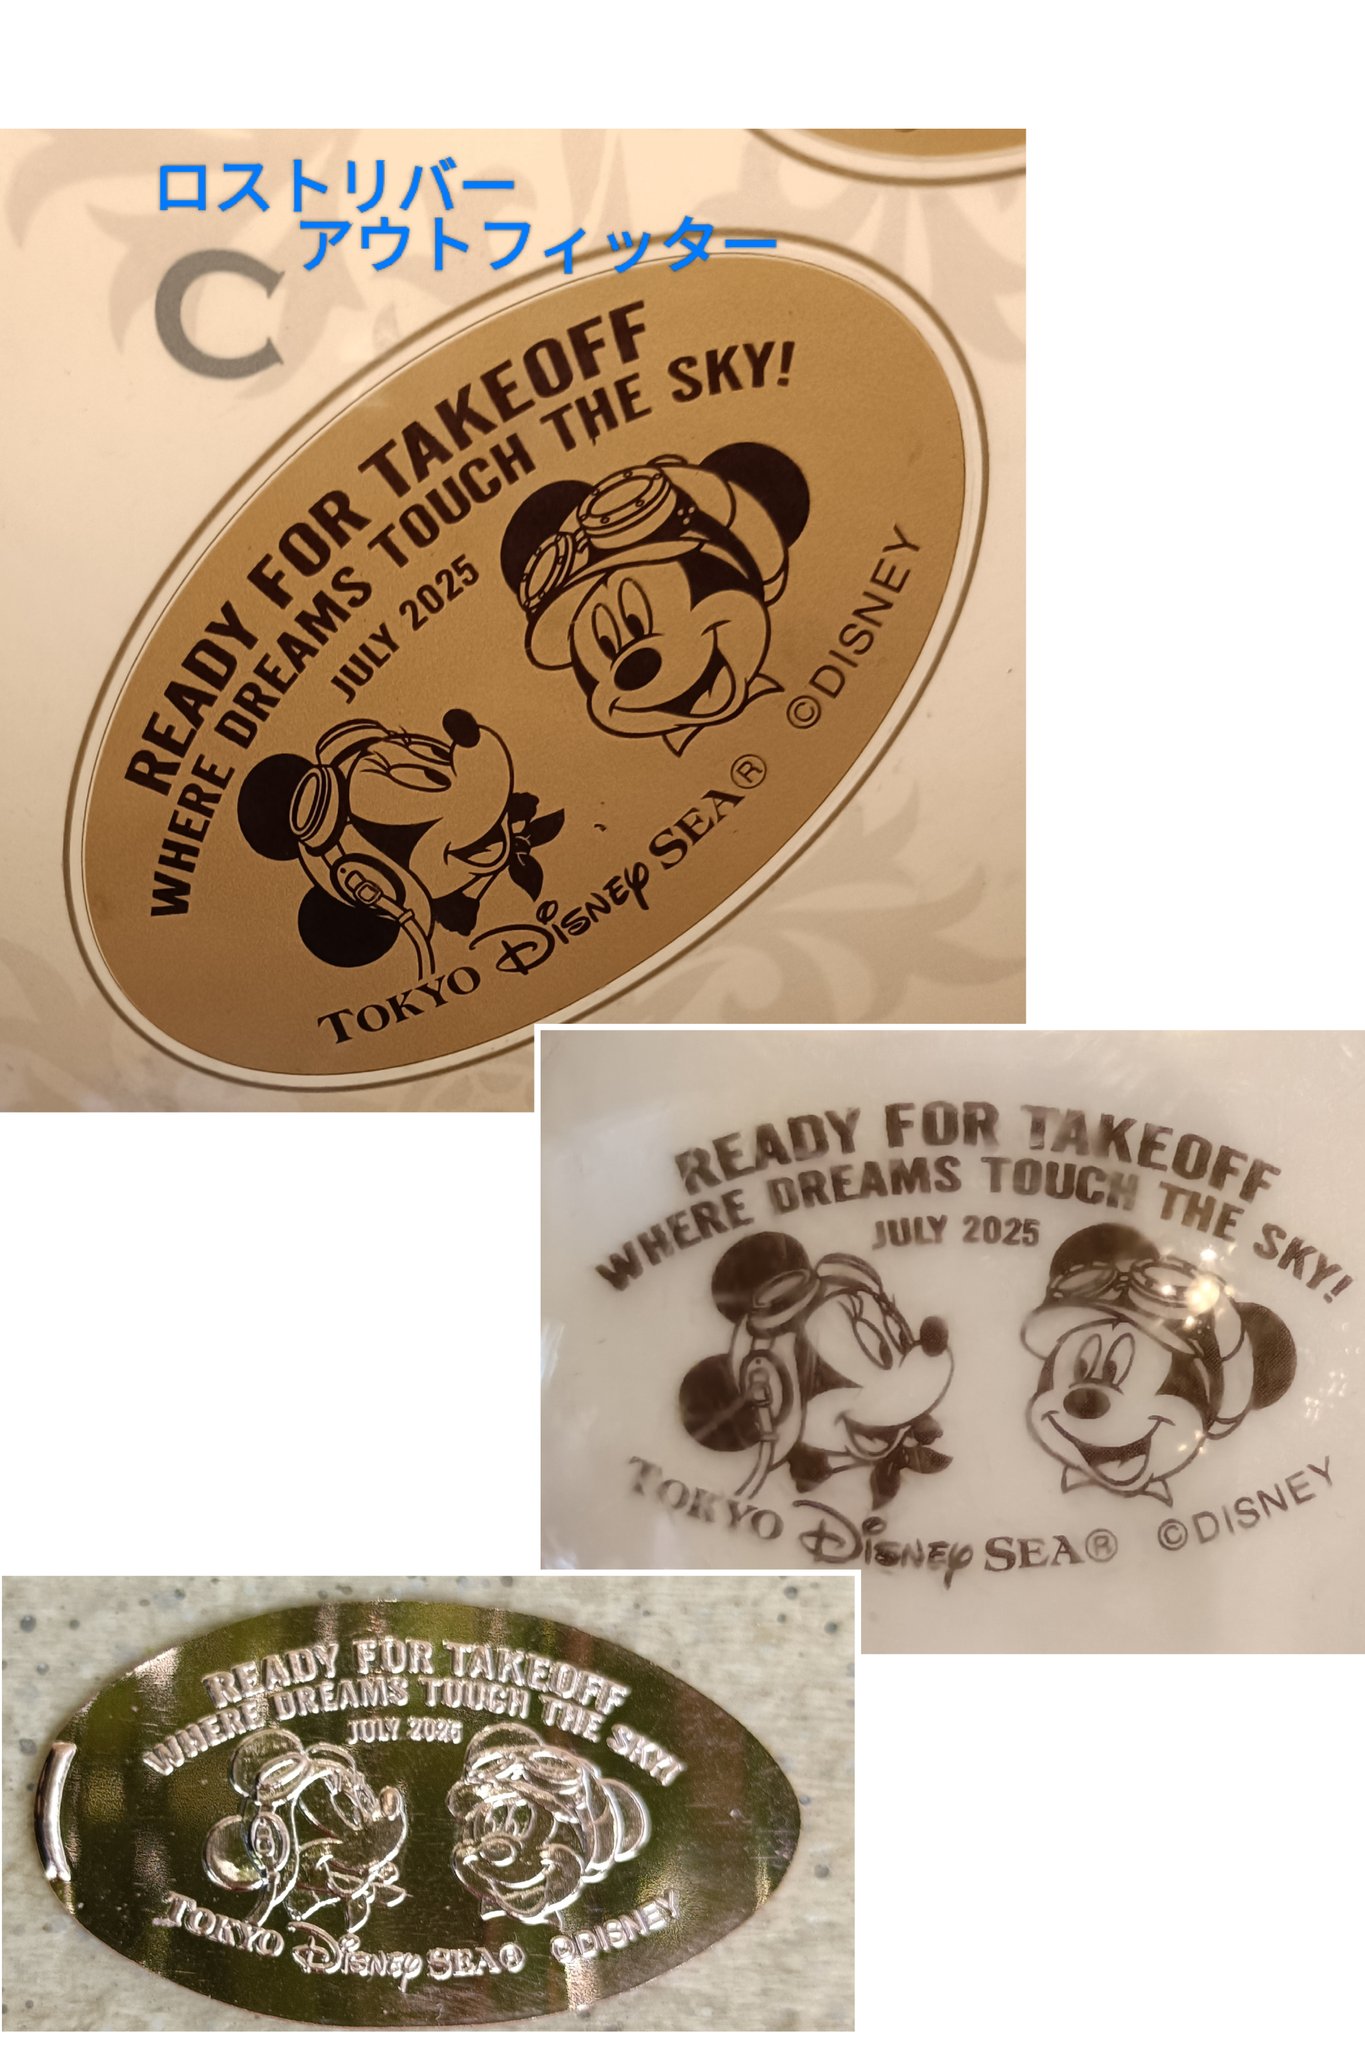 ロストリバー
アウトフィッター
C
READY FOR TAKEOFF
WHERE DREAMS TOUCH THE SKY!
JULY 2025
TOKYO DISNEY SEA®
©DISNEY
READY FOR TAKEOFF
WHERE DREAMS TOUCH THE SKY!
JULY 2025
TOKYO DISNEY SEA®
©DISNEY
READY FOR TAKEOFF
WHERE DREAMS TOUCH THE SKY!
JULY 2025
TOKYO DISNEY SEA®
©DISNEY